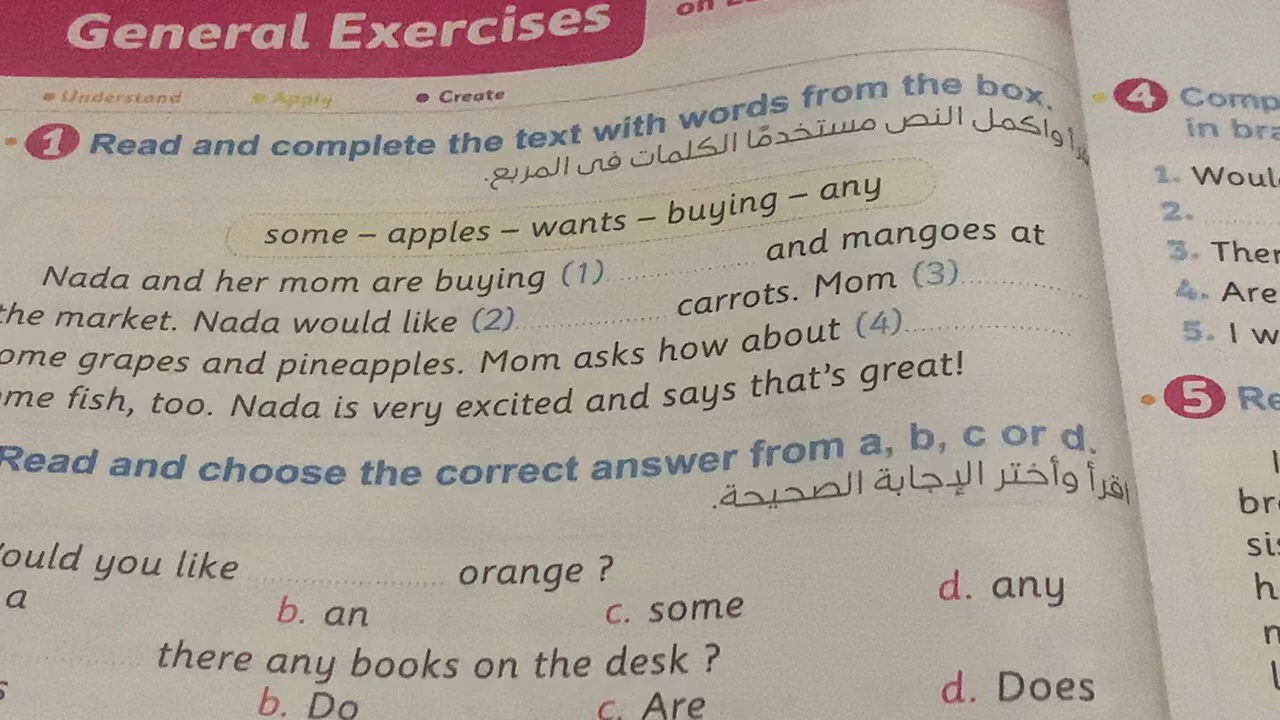 General Exercises
on
Understand Apply Create
1 Read and complete the text with words from the box.
واكمل النص مستخدمًا الكلمات فى المربع.
some – apples – wants – buying – any
Nada and her mom are buying (1) .............. and mangoes at
the market. Nada would like (2) .............. carrots. Mom (3) ..............
ome grapes and pineapples. Mom asks how about (4) ..............
me fish, too. Nada is very excited and says that's great!
Read and choose the correct answer from a, b, c or d.
اقرأ وأختر الإجابة الصحيحة.
ould you like .............. orange ?
a b. an c. some d. any
.............. there any books on the desk ?
s b. Do c. Are d. Does
4 Comp
in bra
1. Woul
2. ......
3. Ther
4. Are
5. I w
5 Re
br
si
h